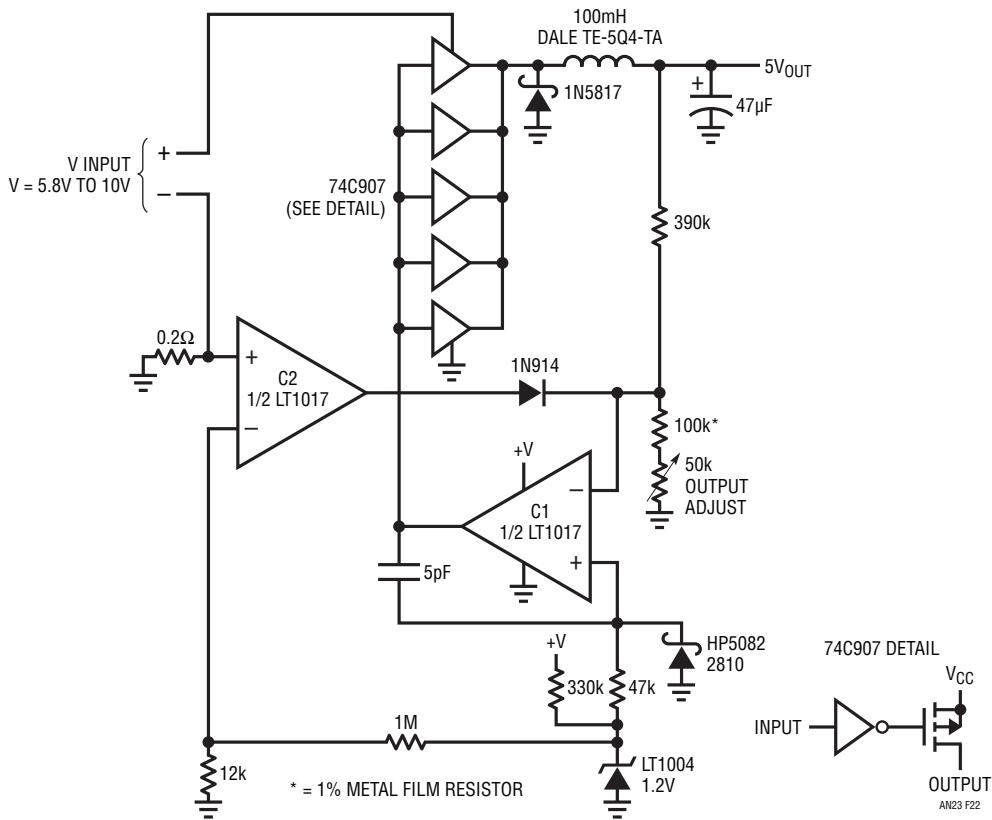 100mH
DALE TE-5Q4-TA
5VOUT
+
47µF
1N5817
V INPUT
V = 5.8V TO 10V
+
–
74C907
(SEE DETAIL)
390k
0.2Ω
+
C2
1/2 LT1017
–
1N914
100k*
50k
OUTPUT
ADJUST
+V
–
C1
1/2 LT1017
+
5pF
HP5082
2810
+V
330k
47k
1M
12k
LT1004
1.2V
* = 1% METAL FILM RESISTOR
74C907 DETAIL
VCC
INPUT
OUTPUT
AN23 F22